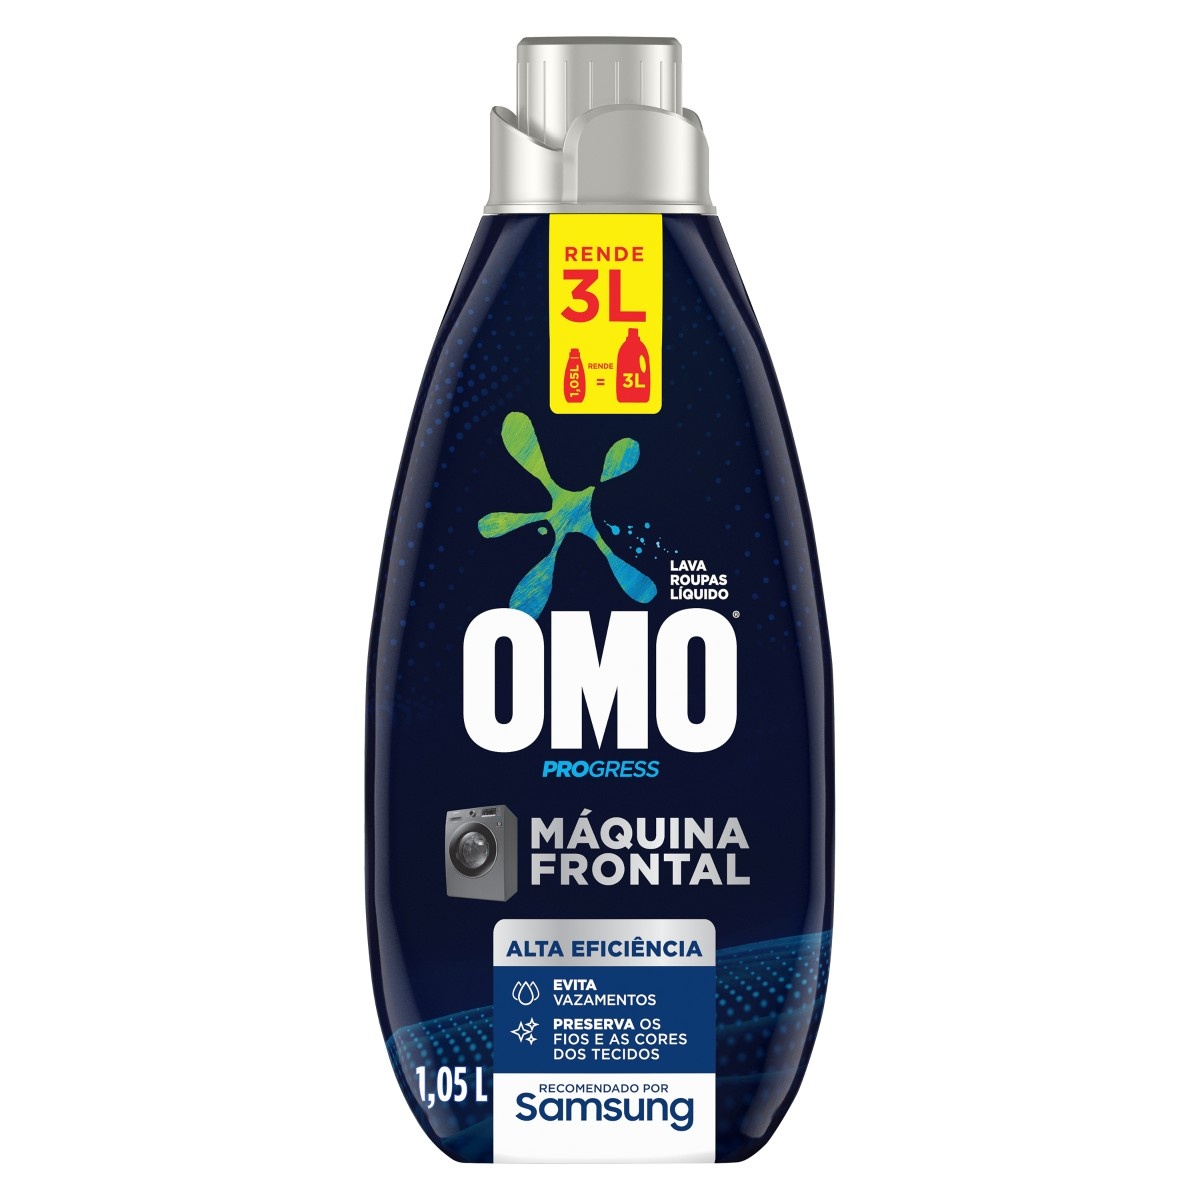 RENDE
3L
1,05L
RENDE
=
3L
LAVA
ROUPAS
LÍQUIDO
OMO®
PROGRESS
MÁQUINA
FRONTAL
ALTA EFICIÊNCIA
EVITA
VAZAMENTOS
PRESERVA OS
FIOS E AS CORES
DOS TECIDOS
1,05 L
RECOMENDADO POR
Samsung